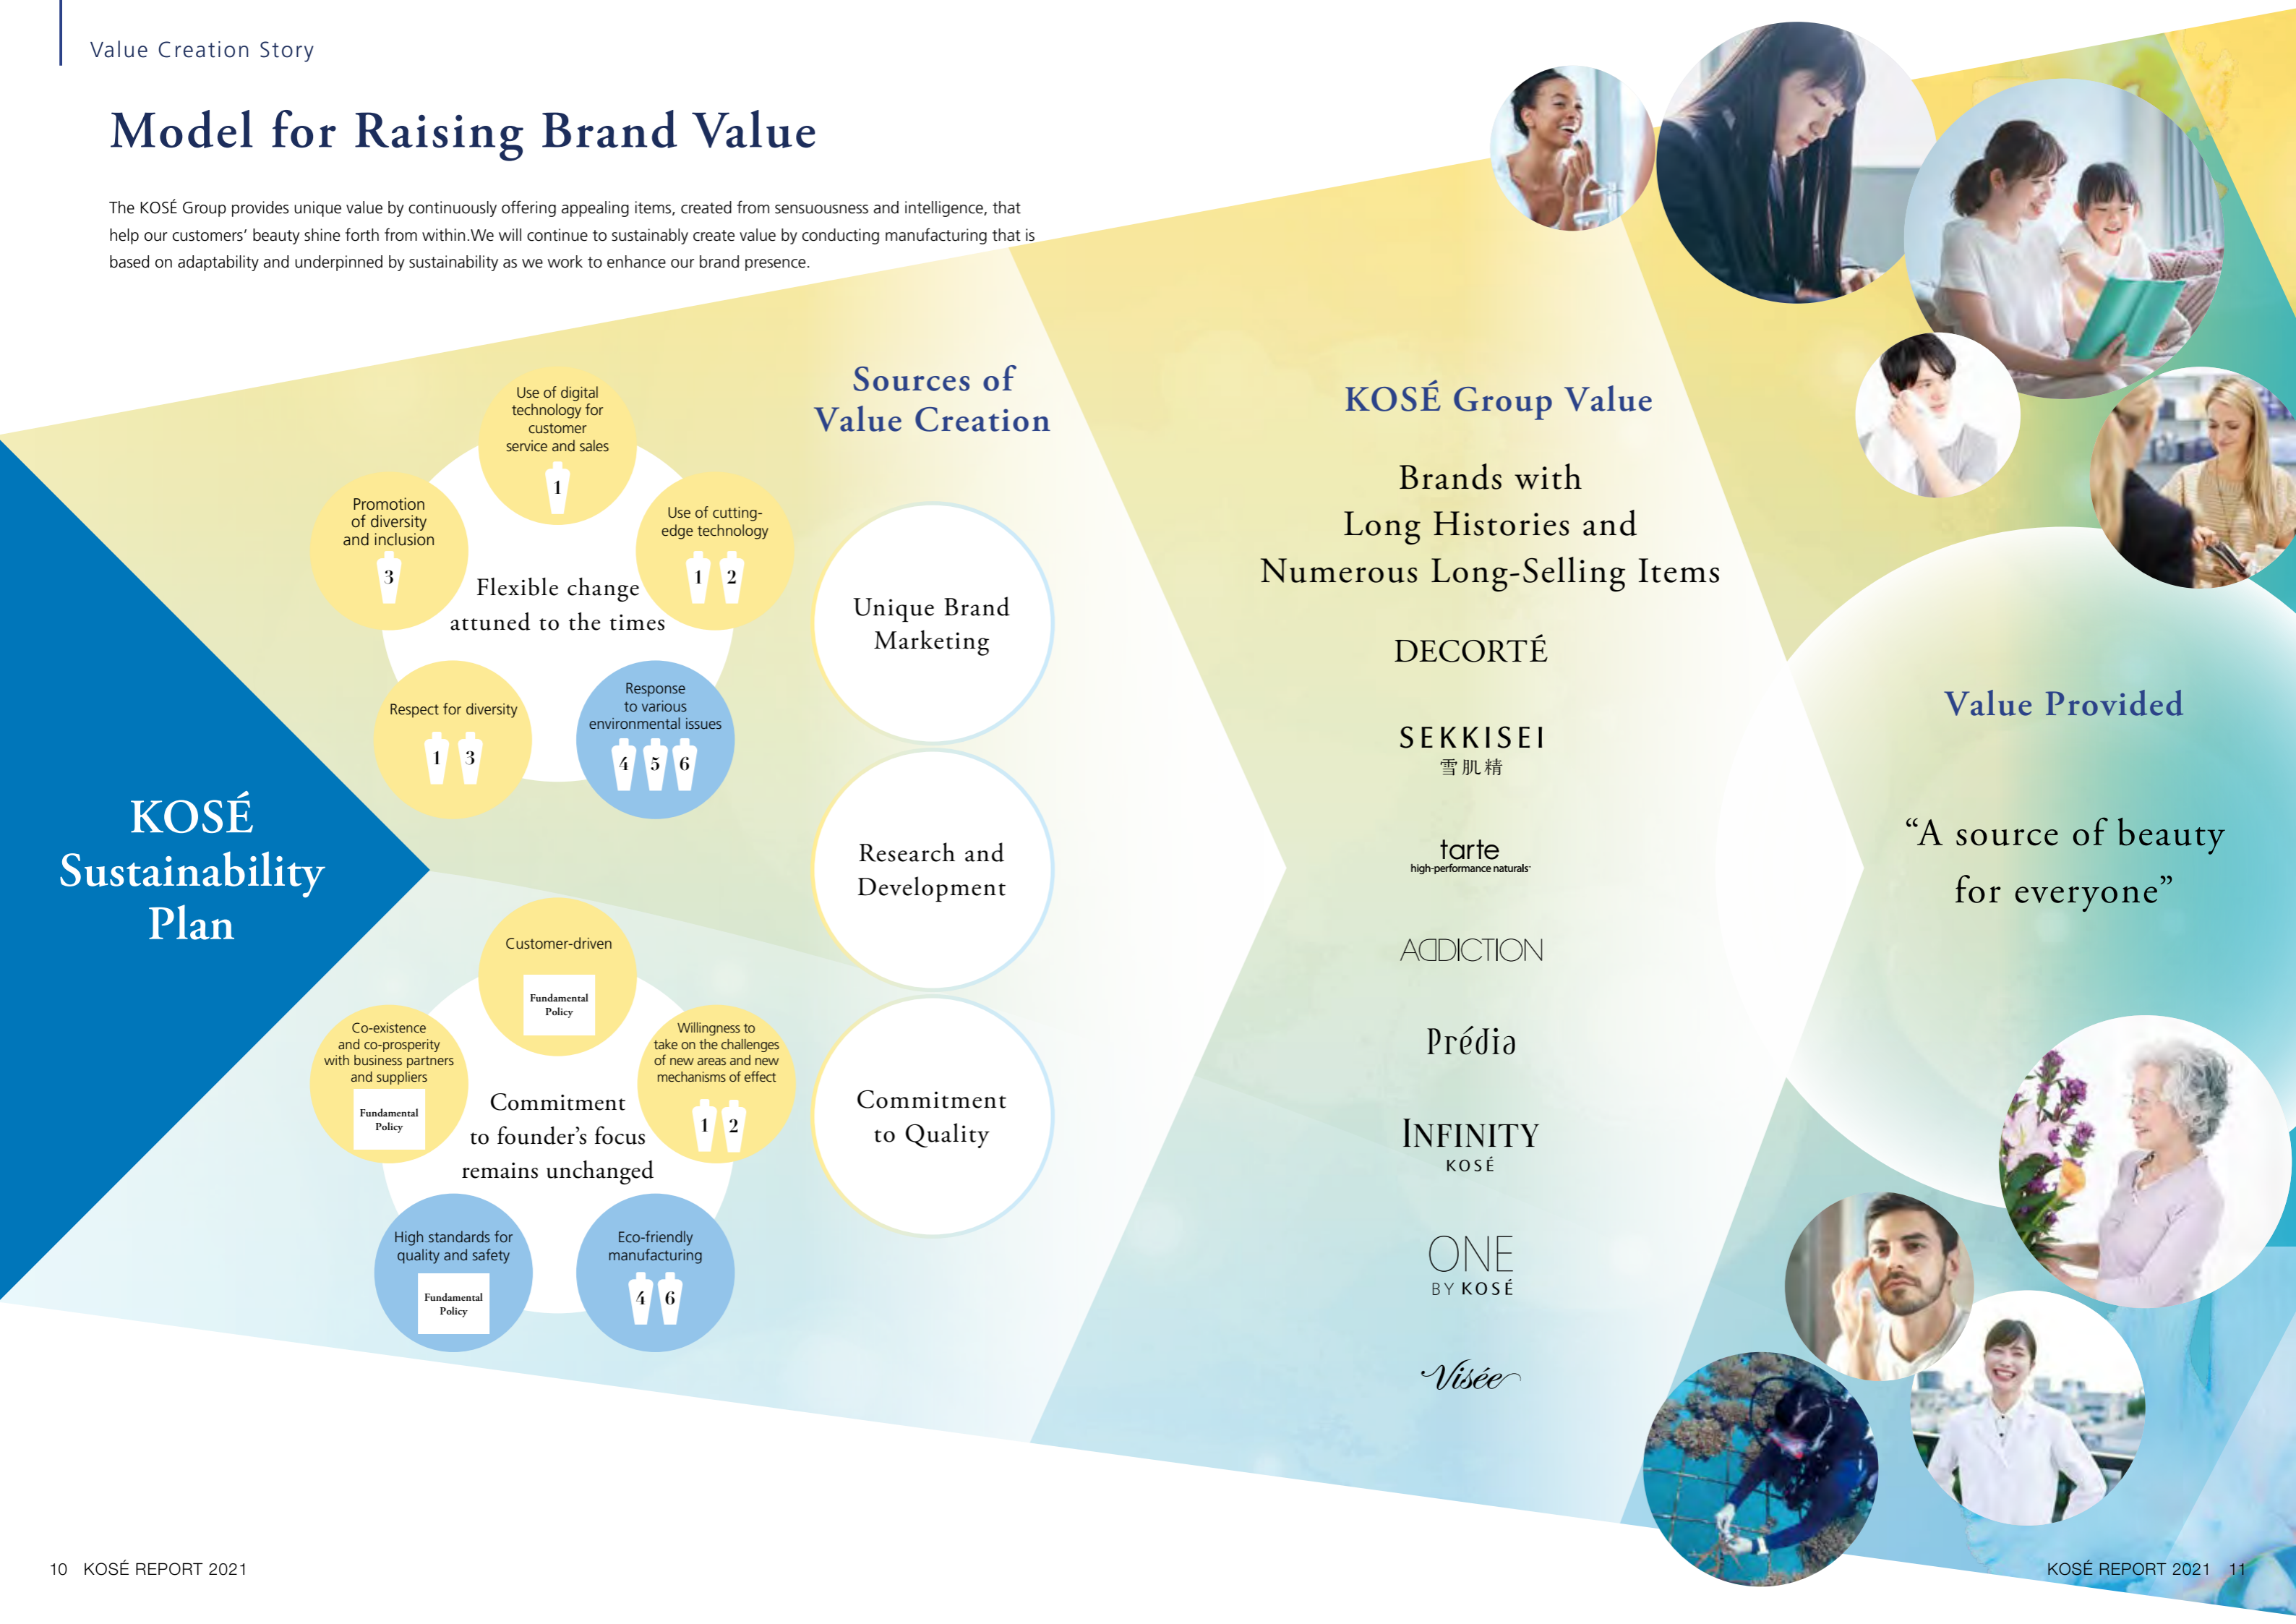 Value Creation Story
Model for Raising Brand Value
The KOSÉ Group provides unique value by continuously offering appealing items, created from sensuousness and intelligence, that
help our customers’ beauty shine forth from within.We will continue to sustainably create value by conducting manufacturing that is
based on adaptability and underpinned by sustainability as we work to enhance our brand presence.
KOSÉ
Sustainability
Plan
Use of digital
technology for
customer
service and sales
1
Promotion
of diversity
and inclusion
3
Use of cutting-
edge technology
1 2
Flexible change
attuned to the times
Respect for diversity
1 3
Response
to various
environmental issues
4 5 6
Customer-driven
Fundamental
Policy
Co-existence
and co-prosperity
with business partners
and suppliers
Fundamental
Policy
Willingness to
take on the challenges
of new areas and new
mechanisms of effect
1 2
Commitment
to founder’s focus
remains unchanged
High standards for
quality and safety
Fundamental
Policy
Eco-friendly
manufacturing
4 6
Sources of
Value Creation
Unique Brand
Marketing
Research and
Development
Commitment
to Quality
KOSÉ Group Value
Brands with
Long Histories and
Numerous Long-Selling Items
DECORTÉ
SEKKISEI
雪肌精
tarte
high-performance naturals™
ADDICTION
Prédia
INFINITY
KOSÉ
ONE
BY KOSÉ
Visée
Value Provided
“A source of beauty
for everyone”
10 KOSÉ REPORT 2021
KOSÉ REPORT 2021 11